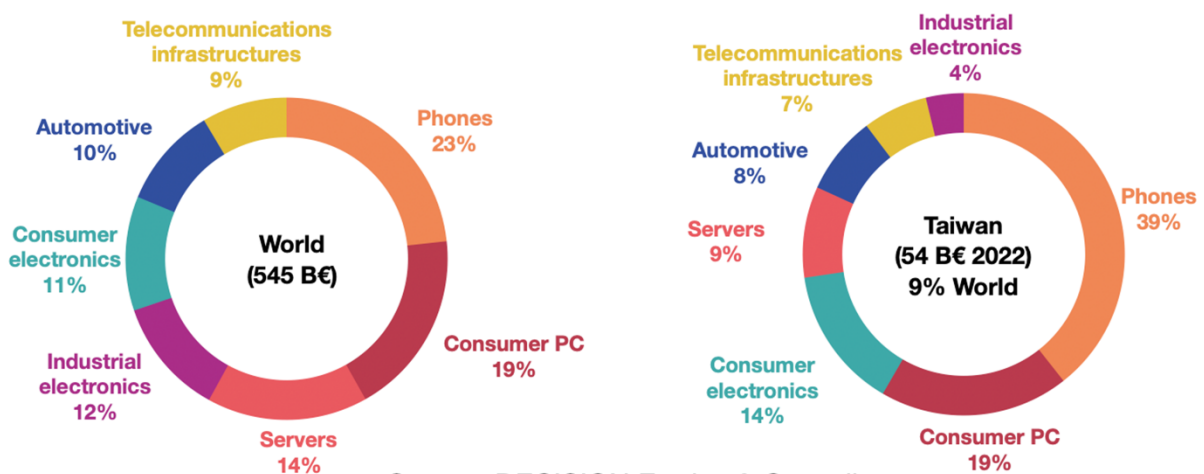 Telecommunications
infrastructures
9%
Phones
23%
Automotive
10%
Consumer
electronics
11%
World
(545 B€)
Industrial
electronics
12%
Consumer PC
19%
Servers
14%
Industrial
electronics
4%
Telecommunications
infrastructures
7%
Automotive
8%
Phones
39%
Servers
9%
Taiwan
(54 B€ 2022)
9% World
Consumer
electronics
14%
Consumer PC
19%